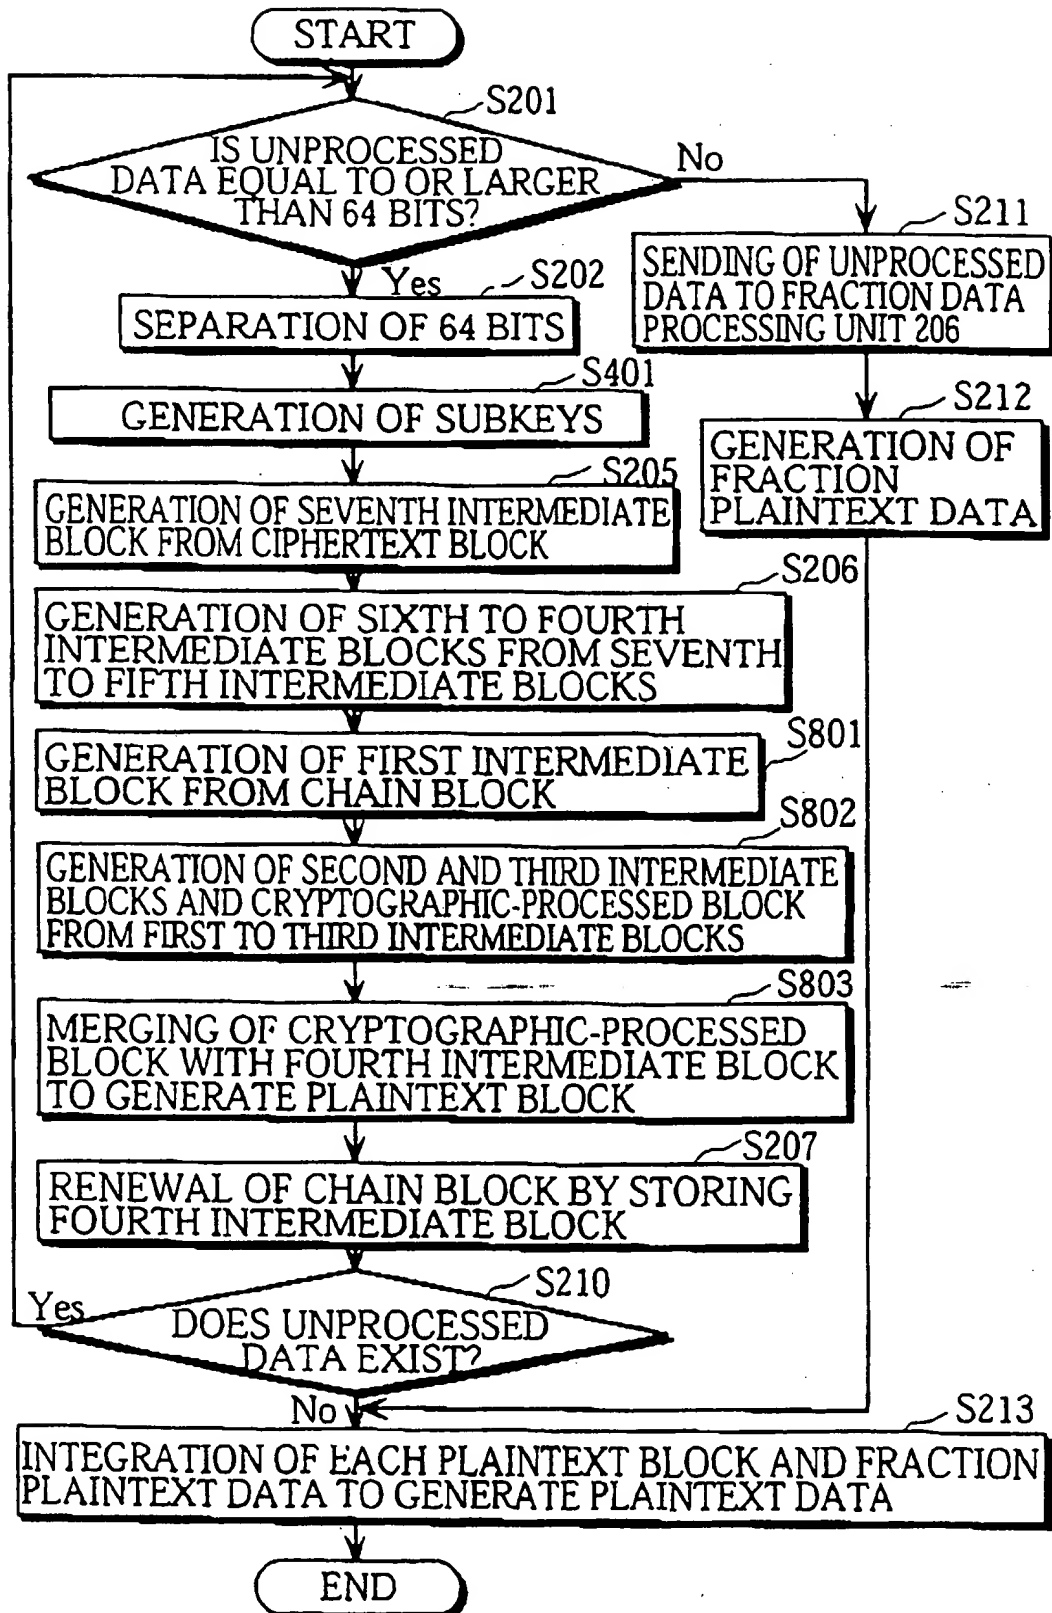 START
S201
IS UNPROCESSED
DATA EQUAL TO OR LARGER
THAN 64 BITS?
No
Yes
S211
SENDING OF UNPROCESSED
DATA TO FRACTION DATA
PROCESSING UNIT 206
S202
SEPARATION OF 64 BITS
S401
GENERATION OF SUBKEYS
S212
GENERATION OF
FRACTION
PLAINTEXT DATA
S205
GENERATION OF SEVENTH INTERMEDIATE
BLOCK FROM CIPHERTEXT BLOCK
S206
GENERATION OF SIXTH TO FOURTH
INTERMEDIATE BLOCKS FROM SEVENTH
TO FIFTH INTERMEDIATE BLOCKS
S801
GENERATION OF FIRST INTERMEDIATE
BLOCK FROM CHAIN BLOCK
S802
GENERATION OF SECOND AND THIRD INTERMEDIATE
BLOCKS AND CRYPTOGRAPHIC-PROCESSED BLOCK
FROM FIRST TO THIRD INTERMEDIATE BLOCKS
S803
MERGING OF CRYPTOGRAPHIC-PROCESSED
BLOCK WITH FOURTH INTERMEDIATE BLOCK
TO GENERATE PLAINTEXT BLOCK
S207
RENEWAL OF CHAIN BLOCK BY STORING
FOURTH INTERMEDIATE BLOCK
S210
Yes
DOES UNPROCESSED
DATA EXIST?
No
S213
INTEGRATION OF EACH PLAINTEXT BLOCK AND FRACTION
PLAINTEXT DATA TO GENERATE PLAINTEXT DATA
END